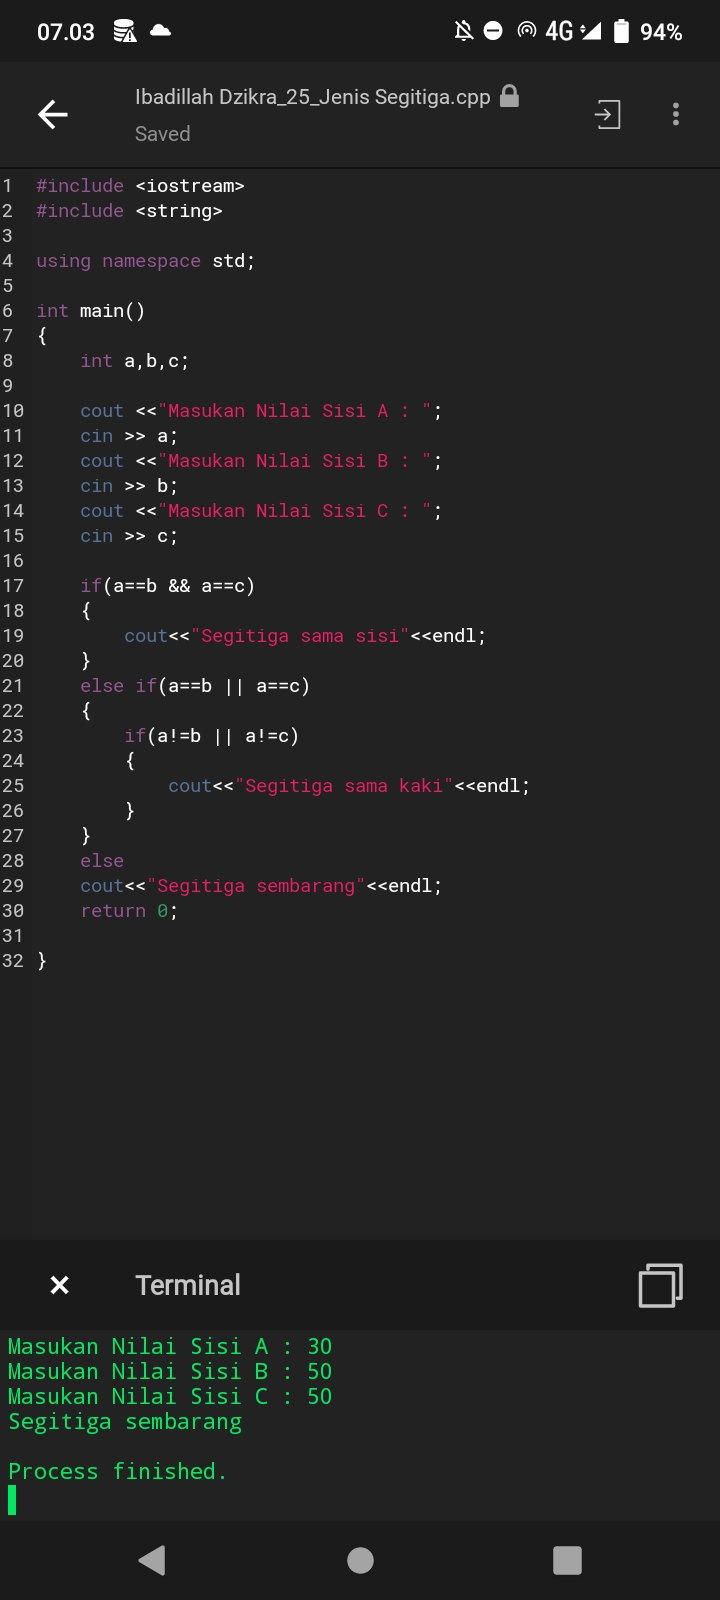 07.03 4G 94%
Ibadillah Dzikra_25_Jenis Segitiga.cpp
Saved
1 #include <iostream>
2 #include <string>
3
4 using namespace std;
5
6 int main()
7 {
8     int a,b,c;
9
10     cout <<"Masukan Nilai Sisi A : ";
11     cin >> a;
12     cout <<"Masukan Nilai Sisi B : ";
13     cin >> b;
14     cout <<"Masukan Nilai Sisi C : ";
15     cin >> c;
16
17     if(a==b && a==c)
18     {
19         cout<<"Segitiga sama sisi"<<endl;
20     }
21     else if(a==b || a==c)
22     {
23         if(a!=b || a!=c)
24         {
25             cout<<"Segitiga sama kaki"<<endl;
26         }
27     }
28     else
29     cout<<"Segitiga sembarang"<<endl;
30     return 0;
31
32 }
Terminal
Masukan Nilai Sisi A : 30
Masukan Nilai Sisi B : 50
Masukan Nilai Sisi C : 50
Segitiga sembarang
Process finished.